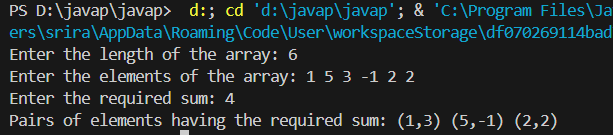 PS D:\javap\javap>  d:; cd 'd:\javap\javap'; & 'C:\Program Files\Ja
ers\srira\AppData\Roaming\Code\User\workspaceStorage\df070269114bad
Enter the length of the array: 6
Enter the elements of the array: 1 5 3 -1 2 2
Enter the required sum: 4
Pairs of elements having the required sum: (1,3) (5,-1) (2,2)